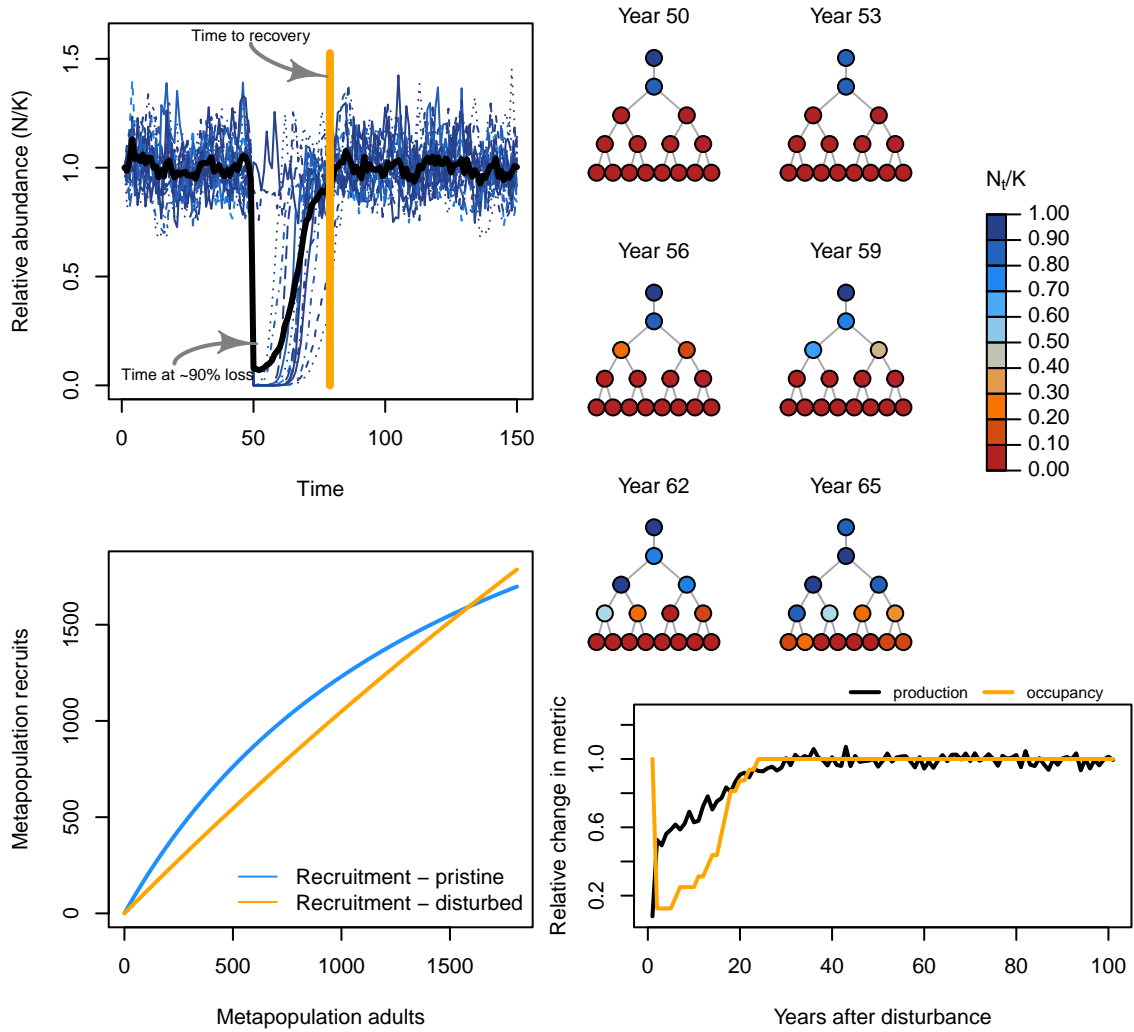 Relative abundance (N/K)
1.5
1.0
0.5
0.0
Time to recovery
Time at ~90% loss
0
50
100
150
Time
Year 50
Year 53
Year 56
Year 59
Year 62
Year 65
Nt/K
1.00
0.90
0.80
0.70
0.60
0.50
0.40
0.30
0.20
0.10
0.00
Metapopulation recruits
1500
1000
500
0
Recruitment − pristine
Recruitment − disturbed
0
500
1000
1500
Metapopulation adults
production
occupancy
Relative change in metric
1.0
0.6
0.2
0
20
40
60
80
100
Years after disturbance